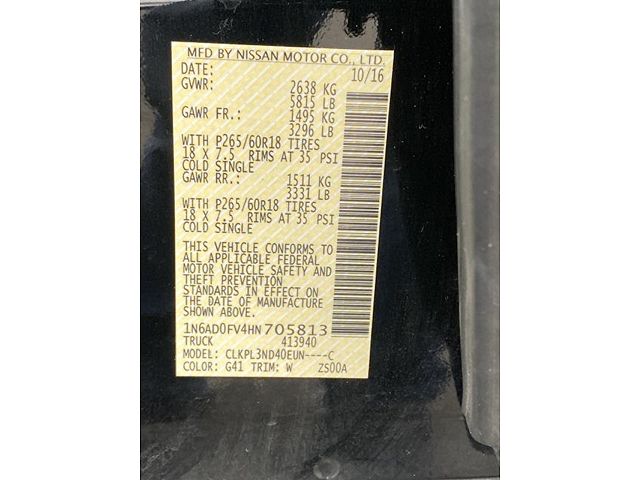 MFD BY NISSAN MOTOR CO., LTD.
DATE: 10/16
GVWR: 2638 KG
5815 LB
GAWR FR.: 1495 KG
3296 LB
WITH P265/60R18 TIRES
18 X 7.5 RIMS AT 35 PSI
COLD SINGLE
GAWR RR.: 1511 KG
3331 LB
WITH P265/60R18 TIRES
18 X 7.5 RIMS AT 35 PSI
COLD SINGLE
THIS VEHICLE CONFORMS TO
ALL APPLICABLE FEDERAL
MOTOR VEHICLE SAFETY AND
THEFT PREVENTION
STANDARDS IN EFFECT ON
THE DATE OF MANUFACTURE
SHOWN ABOVE.
1N6AD0FV4HN705813
TRUCK 413940
MODEL: CLKPL3ND40EUN----C
COLOR: G41 TRIM: W ZS00A